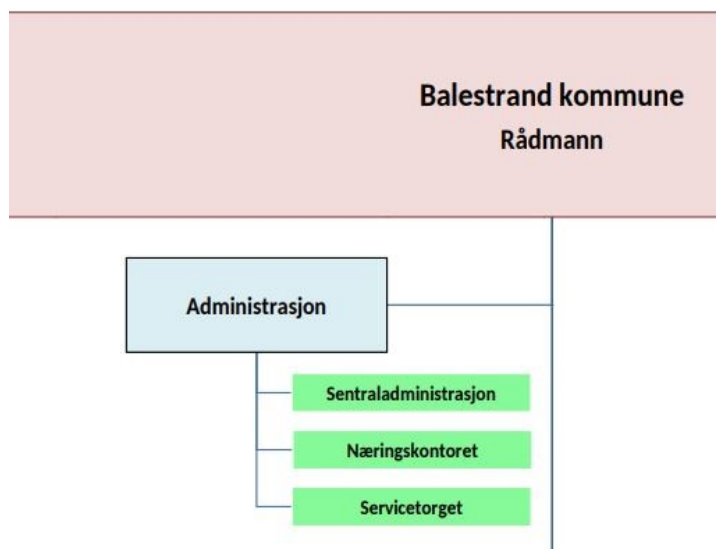 Balestrand kommune
Rådmann
Administrasjon
Sentraladministrasjon
Næringskontoret
Servicetorget